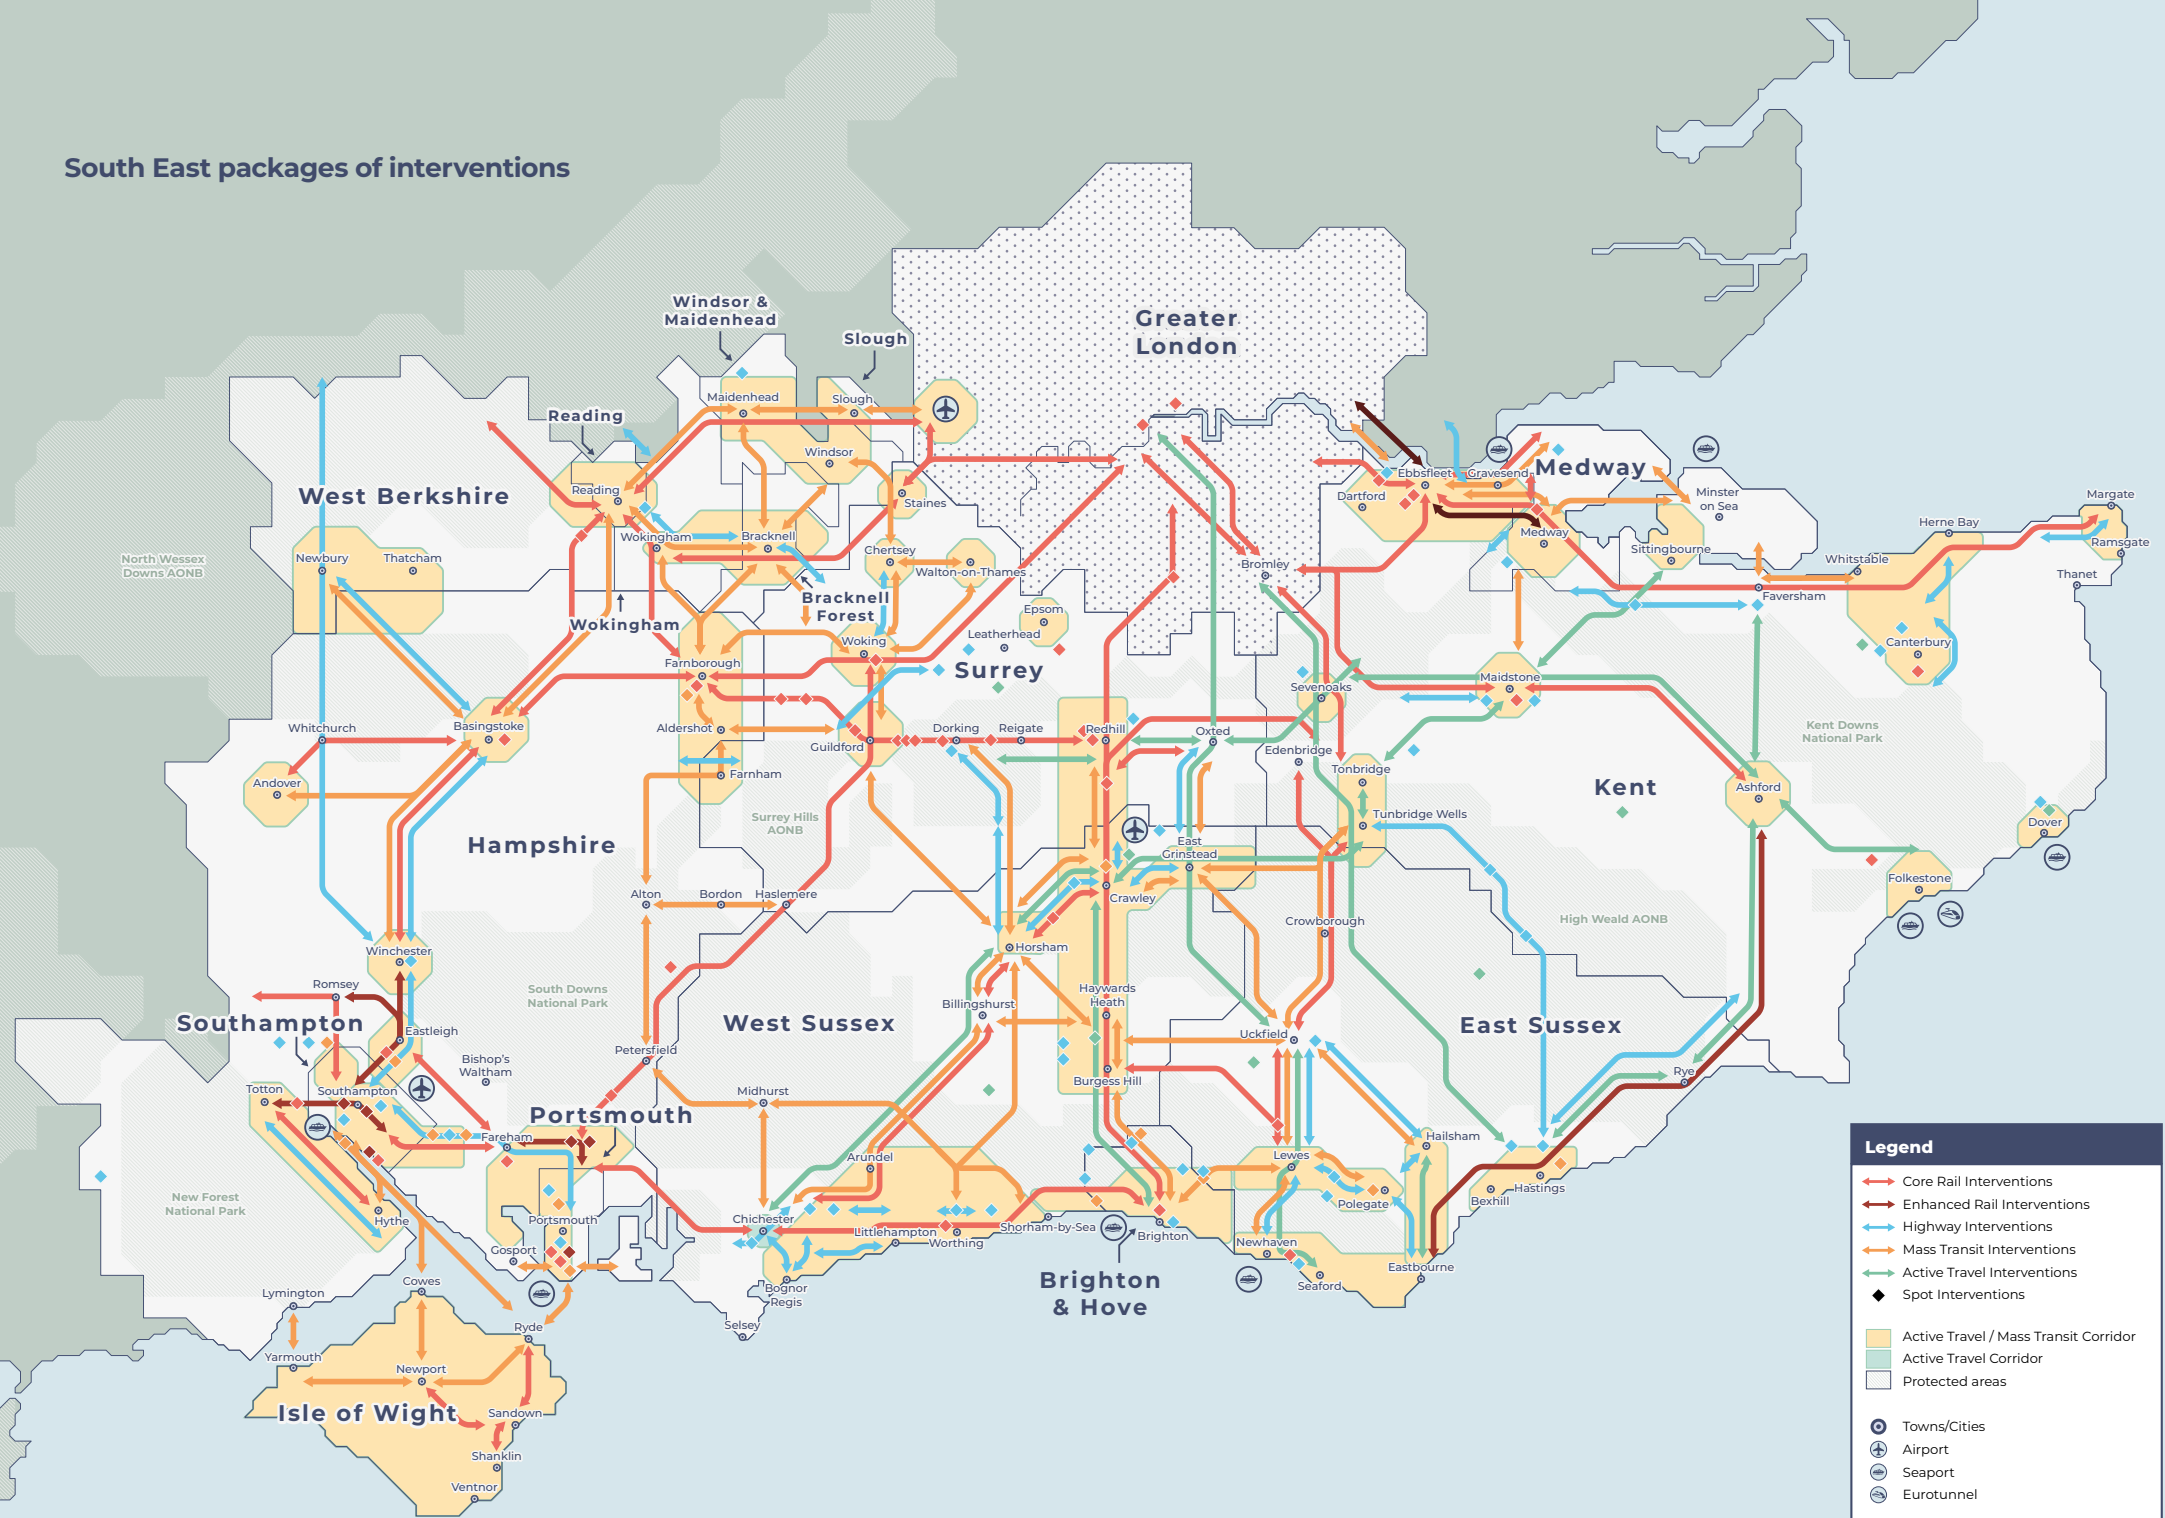 South East packages of interventions
Windsor &
Maidenhead
Slough
Greater
London
Reading
Maidenhead
Slough
Windsor
West Berkshire
Reading
Staines
Ebbsfleet
Gravesend
Medway
Dartford
Minster
on Sea
Margate
Ramsgate
Herne Bay
North Wessex
Downs AONB
Newbury
Thatcham
Wokingham
Bracknell
Chertsey
Walton-on-Thames
Bromley
Medway
Sittingbourne
Whitstable
Thanet
Faversham
Bracknell
Forest
Wokingham
Epsom
Leatherhead
Woking
Surrey
Farnborough
Sevenoaks
Maidstone
Canterbury
Kent Downs
National Park
Whitchurch
Basingstoke
Aldershot
Guildford
Dorking
Reigate
Redhill
Oxted
Edenbridge
Tonbridge
Andover
Farnham
Kent
Ashford
Surrey Hills
AONB
Tunbridge Wells
Dover
Hampshire
East
Grinstead
Folkestone
Alton
Bordon
Haslemere
Crawley
Crowborough
High Weald AONB
Winchester
Horsham
Romsey
South Downs
National Park
Billingshurst
Haywards
Heath
Southampton
West Sussex
East Sussex
Eastleigh
Uckfield
Bishop's
Waltham
Petersfield
Burgess Hill
Rye
Totton
Southampton
Midhurst
Portsmouth
Fareham
Hailsham
Arundel
Lewes
Hastings
Bexhill
New Forest
National Park
Hythe
Portsmouth
Chichester
Littlehampton
Worthing
Shorham-by-Sea
Brighton
Polegate
Gosport
Newhaven
Seaford
Eastbourne
Cowes
Bognor
Regis
Brighton
& Hove
Lymington
Ryde
Selsey
Yarmouth
Newport
Isle of Wight
Sandown
Shanklin
Ventnor
Legend
Core Rail Interventions
Enhanced Rail Interventions
Highway Interventions
Mass Transit Interventions
Active Travel Interventions
Spot Interventions
Active Travel / Mass Transit Corridor
Active Travel Corridor
Protected areas
Towns/Cities
Airport
Seaport
Eurotunnel